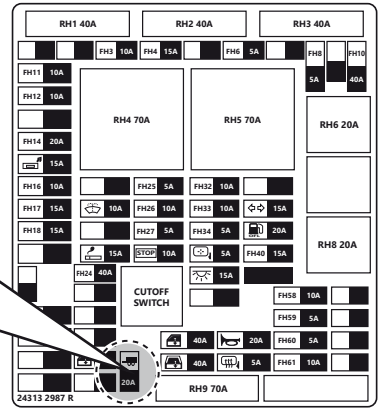 RH1 40A RH2 40A RH3 40A
FH3 10A FH4 15A FH6 5A FH8 5A FH10 40A
FH11 10A
FH12 10A
RH4 70A RH5 70A RH6 20A
FH14 20A
15A
FH16 10A FH25 5A FH32 10A
FH17 15A 10A FH26 10A FH33 10A 15A
FH18 15A FH27 5A FH34 5A 20A
15A STOP 10A 5A FH40 15A
RH8 20A
FH24 40A 15A
CUTOFF
SWITCH
FH58 10A
FH59 5A
40A 20A FH60 5A
40A 5A FH61 10A
20A RH9 70A
24313 2987 R